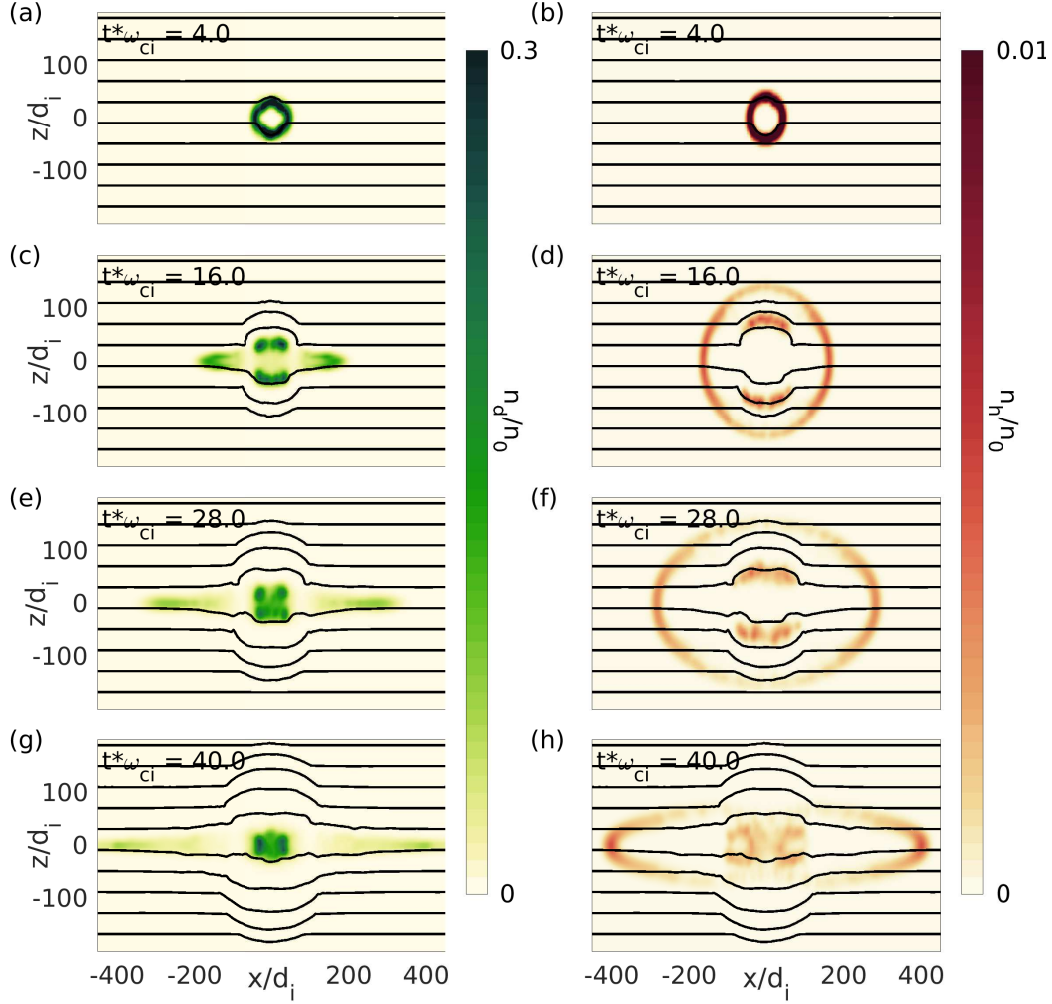 (a)
(b)
t*ω_ci = 4.0
t*ω_ci = 4.0
0.3
0.01
z/d_i
100
0
-100
(c)
(d)
t*ω_ci = 16.0
t*ω_ci = 16.0
z/d_i
100
0
-100
n_d/n_0
n_h/n_0
(e)
(f)
t*ω_ci = 28.0
t*ω_ci = 28.0
z/d_i
100
0
-100
(g)
(h)
t*ω_ci = 40.0
t*ω_ci = 40.0
z/d_i
100
0
-100
0
0
-400 -200 x/d_i 200 400
-400 -200 x/d_i 200 400